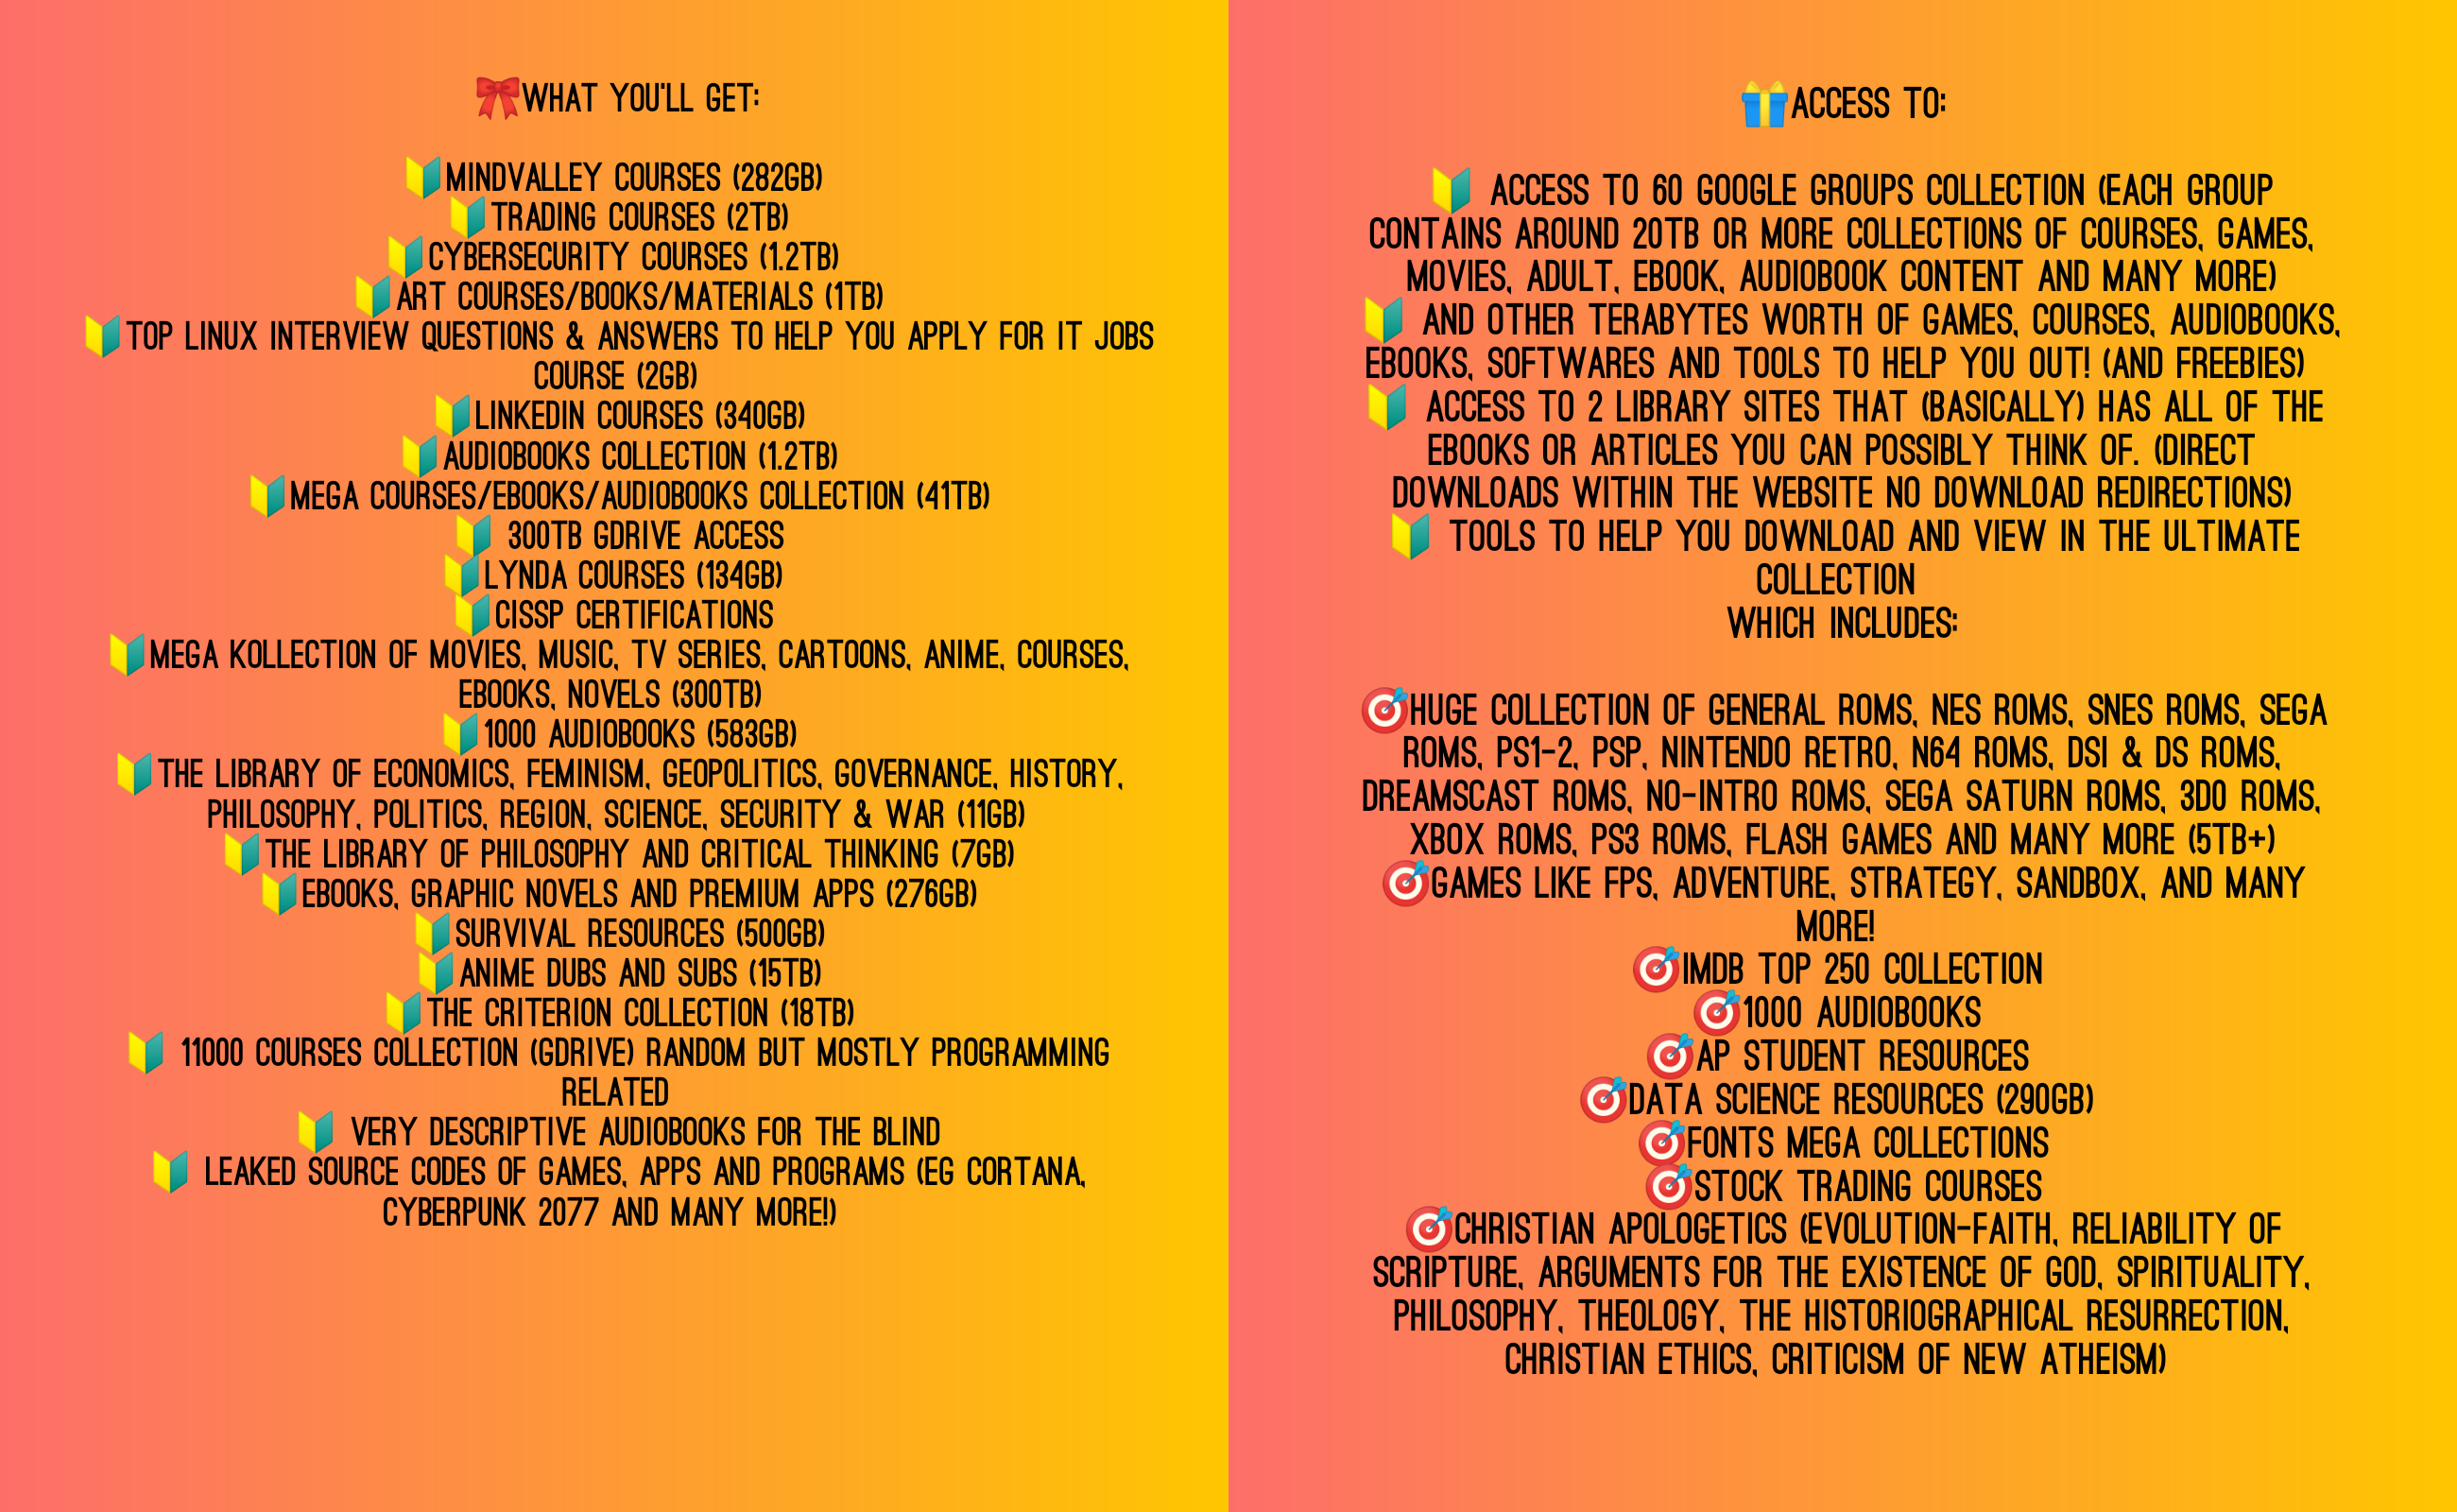 🎀WHAT YOU'LL GET:
🔰MINDVALLEY COURSES (282GB)
🔰TRADING COURSES (2TB)
🔰CYBERSECURITY COURSES (1.2TB)
🔰ART COURSES/BOOKS/MATERIALS (1TB)
🔰TOP LINUX INTERVIEW QUESTIONS & ANSWERS TO HELP YOU APPLY FOR IT JOBS
COURSE (2GB)
🔰LINKEDIN COURSES (340GB)
🔰AUDIOBOOKS COLLECTION (1.2TB)
🔰MEGA COURSES/EBOOKS/AUDIOBOOKS COLLECTION (41TB)
🔰 300TB GDRIVE ACCESS
🔰LYNDA COURSES (134GB)
🔰CISSP CERTIFICATIONS
🔰MEGA KOLLECTION OF MOVIES, MUSIC, TV SERIES, CARTOONS, ANIME, COURSES,
EBOOKS, NOVELS (300TB)
🔰1000 AUDIOBOOKS (583GB)
🔰THE LIBRARY OF ECONOMICS, FEMINISM, GEOPOLITICS, GOVERNANCE, HISTORY,
PHILOSOPHY, POLITICS, REGION, SCIENCE, SECURITY & WAR (11GB)
🔰THE LIBRARY OF PHILOSOPHY AND CRITICAL THINKING (7GB)
🔰EBOOKS, GRAPHIC NOVELS AND PREMIUM APPS (276GB)
🔰SURVIVAL RESOURCES (500GB)
🔰ANIME DUBS AND SUBS (15TB)
🔰THE CRITERION COLLECTION (18TB)
🔰 11000 COURSES COLLECTION (GDRIVE) RANDOM BUT MOSTLY PROGRAMMING
RELATED
🔰 VERY DESCRIPTIVE AUDIOBOOKS FOR THE BLIND
🔰 LEAKED SOURCE CODES OF GAMES, APPS AND PROGRAMS (EG CORTANA,
CYBERPUNK 2077 AND MANY MORE!)
🎁ACCESS TO:
🔰 ACCESS TO 60 GOOGLE GROUPS COLLECTION (EACH GROUP
CONTAINS AROUND 20TB OR MORE COLLECTIONS OF COURSES, GAMES,
MOVIES, ADULT, EBOOK, AUDIOBOOK CONTENT AND MANY MORE)
🔰 AND OTHER TERABYTES WORTH OF GAMES, COURSES, AUDIOBOOKS,
EBOOKS, SOFTWARES AND TOOLS TO HELP YOU OUT! (AND FREEBIES)
🔰 ACCESS TO 2 LIBRARY SITES THAT (BASICALLY) HAS ALL OF THE
EBOOKS OR ARTICLES YOU CAN POSSIBLY THINK OF. (DIRECT
DOWNLOADS WITHIN THE WEBSITE NO DOWNLOAD REDIRECTIONS)
🔰 TOOLS TO HELP YOU DOWNLOAD AND VIEW IN THE ULTIMATE
COLLECTION
WHICH INCLUDES:
🎯HUGE COLLECTION OF GENERAL ROMS, NES ROMS, SNES ROMS, SEGA
ROMS, PS1-2, PSP, NINTENDO RETRO, N64 ROMS, DSI & DS ROMS,
DREAMSCAST ROMS, NO-INTRO ROMS, SEGA SATURN ROMS, 3DO ROMS,
XBOX ROMS, PS3 ROMS, FLASH GAMES AND MANY MORE (5TB+)
🎯GAMES LIKE FPS, ADVENTURE, STRATEGY, SANDBOX, AND MANY
MORE!
🎯IMDB TOP 250 COLLECTION
🎯1000 AUDIOBOOKS
🎯AP STUDENT RESOURCES
🎯DATA SCIENCE RESOURCES (290GB)
🎯FONTS MEGA COLLECTIONS
🎯STOCK TRADING COURSES
🎯CHRISTIAN APOLOGETICS (EVOLUTION-FAITH, RELIABILITY OF
SCRIPTURE, ARGUMENTS FOR THE EXISTENCE OF GOD, SPIRITUALITY,
PHILOSOPHY, THEOLOGY, THE HISTORIOGRAPHICAL RESURRECTION,
CHRISTIAN ETHICS, CRITICISM OF NEW ATHEISM)